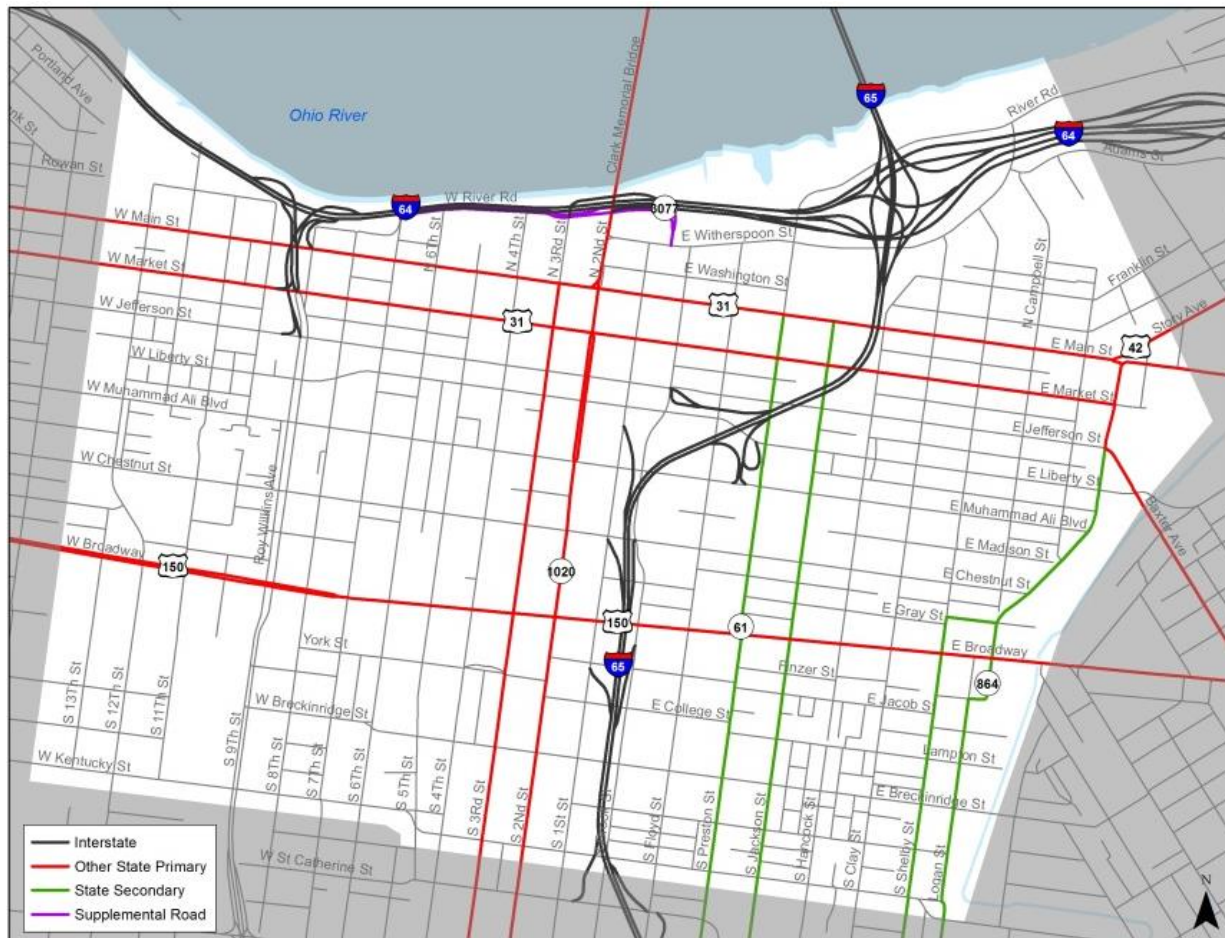 Portland Ave
nk St
Rowan St
Ohio River
Clark Memorial Bridge
65
River Rd
64
Adams St
W River Rd
64
3077
E Witherspoon St
W Main St
W Market St
W Jefferson St
W Liberty St
W Muhammad Ali Blvd
W Chestnut St
N 6Th St
N 4Th St
N 3Rd St
N 2Nd St
E Washington St
31
31
N Campbell St
Franklin St
Story Ave
E Main St
42
E Market St
E Jefferson St
E Liberty St
E Muhammad Ali Blvd
E Madison St
E Chestnut St
E Gray St
Baxter Ave
Roy Wilkins Ave
W Broadway
150
1020
150
61
E Broadway
65
York St
Finzer St
864
E Jacob S
W Breckinridge St
E College St
Lampton St
E Breckinridge St
W Kentucky St
S 13Th St
S 12Th St
S 11Th St
S 9Th St
S 8Th St
S 7Th St
S 6Th St
S 5Th St
S 4Th St
S 3Rd St
S 2Nd St
S 1St St
S Floyd St
S Preston St
S Jackson St
S Hancock St
S Clay St
S Shelby St
Logan St
W St Catherine St
Interstate
Other State Primary
State Secondary
Supplemental Road
N